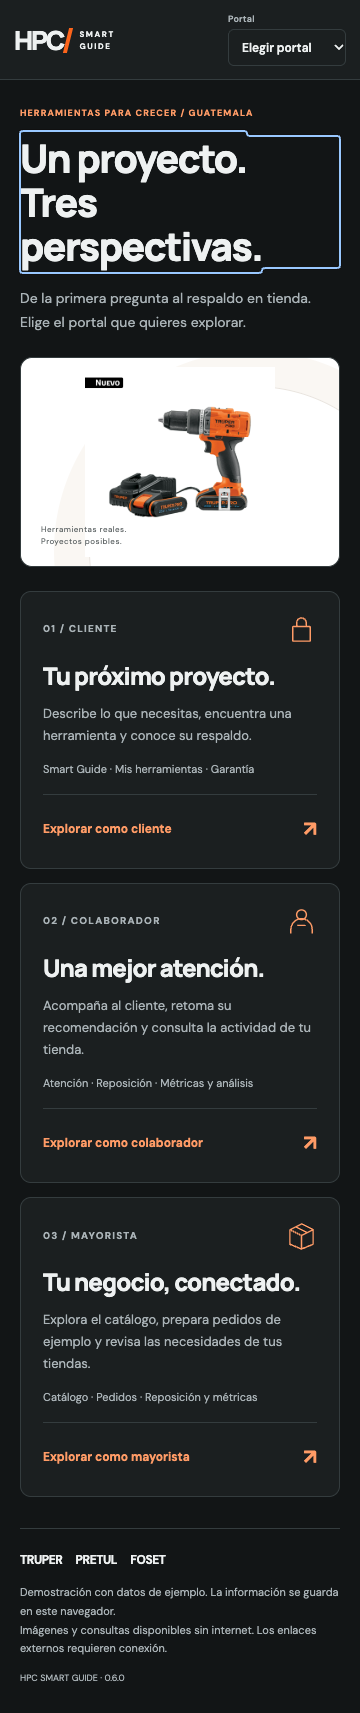 HPC/ SMART GUIDE
Portal
Elegir portal
HERRAMIENTAS PARA CRECER / GUATEMALA
Un proyecto.
Tres
perspectivas.
De la primera pregunta al respaldo en tienda.
Elige el portal que quieres explorar.
NUEVO
TRUPER
TRUPER
Herramientas reales.
Proyectos posibles.
01 / CLIENTE
Tu próximo proyecto.
Describe lo que necesitas, encuentra una
herramienta y conoce su respaldo.
Smart Guide · Mis herramientas · Garantía
Explorar como cliente
02 / COLABORADOR
Una mejor atención.
Acompaña al cliente, retoma su
recomendación y consulta la actividad de tu
tienda.
Atención · Reposición · Métricas y análisis
Explorar como colaborador
03 / MAYORISTA
Tu negocio, conectado.
Explora el catálogo, prepara pedidos de
ejemplo y revisa las necesidades de tus
tiendas.
Catálogo · Pedidos · Reposición y métricas
Explorar como mayorista
TRUPER PRETUL FOSET
Demostración con datos de ejemplo. La información se guarda
en este navegador.
Imágenes y consultas disponibles sin internet. Los enlaces
externos requieren conexión.
HPC SMART GUIDE · 0.6.0